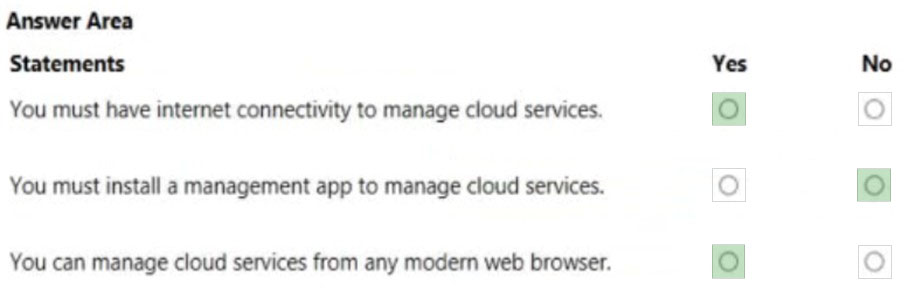 Answer Area
Statements Yes No
You must have internet connectivity to manage cloud services.
You must install a management app to manage cloud services.
You can manage cloud services from any modern web browser.